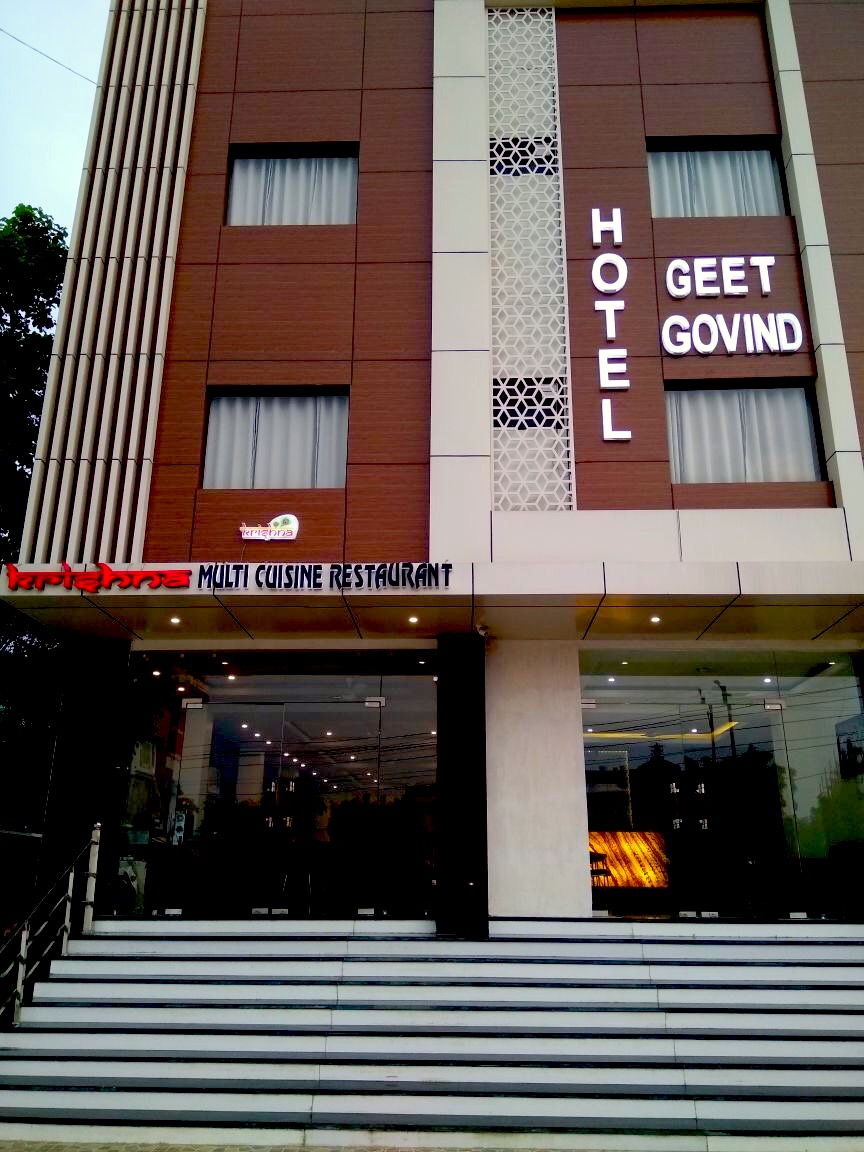 HOTEL
GEET
GOVIND
krishna
krishna MULTI CUISINE RESTAURANT